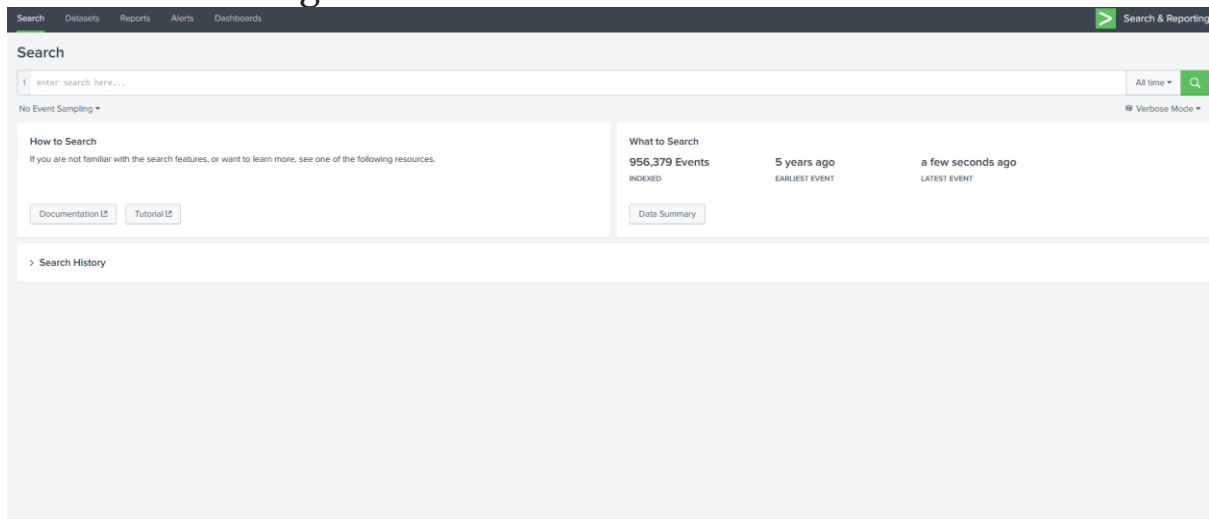 Search Datasets Reports Alerts Dashboards
Search & Reporting
Search
1 enter search here...
All time
No Event Sampling
Verbose Mode
How to Search
If you are not familiar with the search features, or want to learn more, see one of the following resources.
Documentation Tutorial
What to Search
956,379 Events 5 years ago a few seconds ago
INDEXED EARLIEST EVENT LATEST EVENT
Data Summary
> Search History